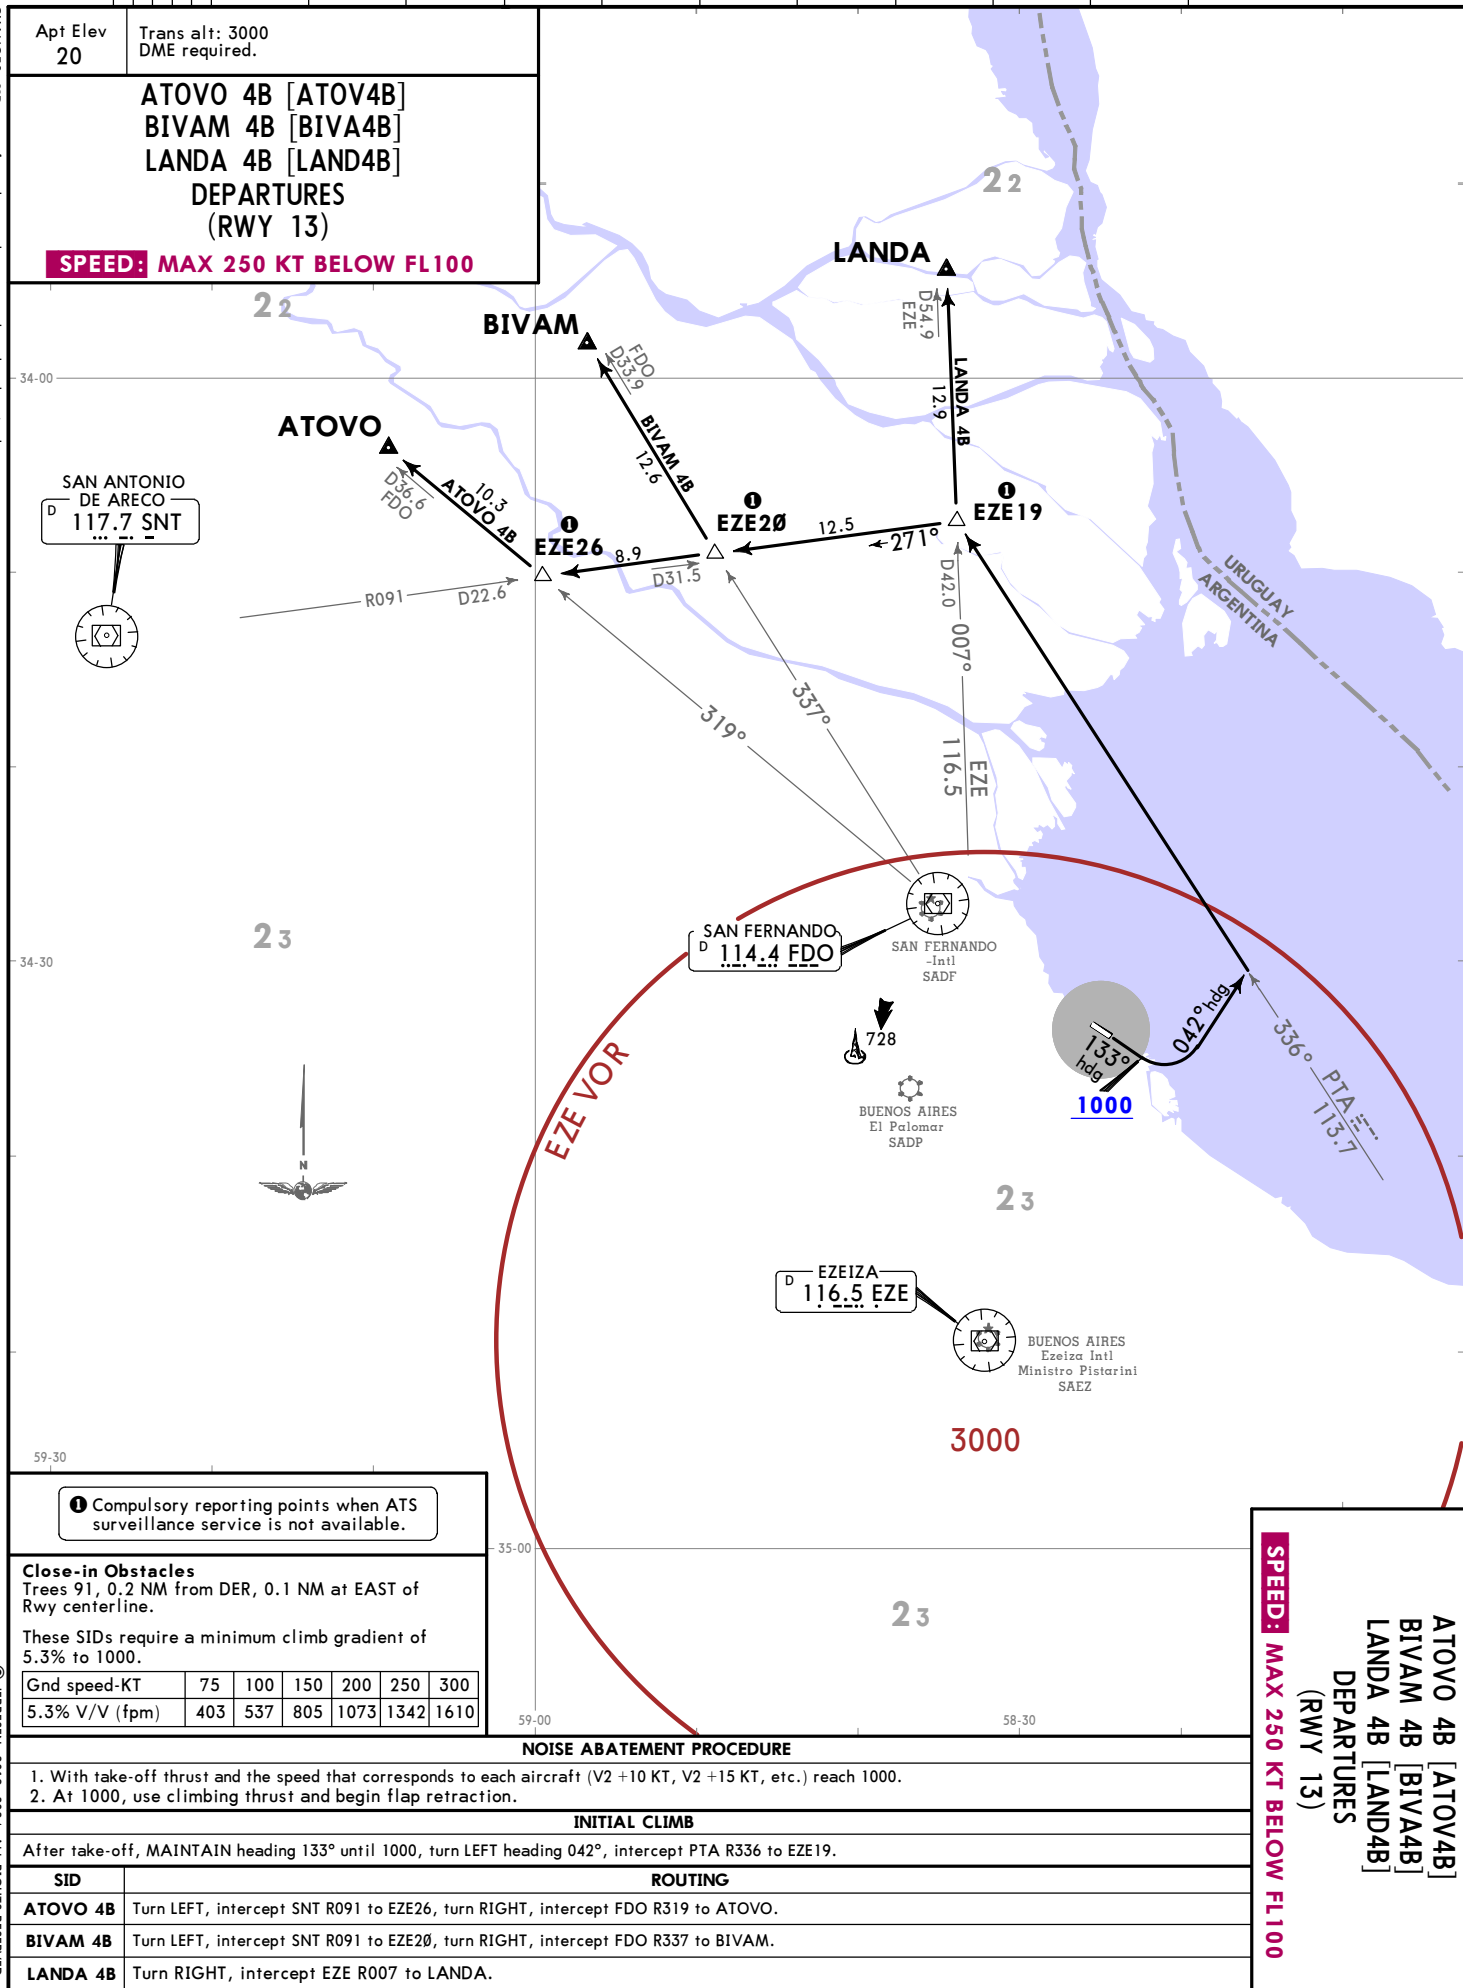 Apt Elev
20
Trans alt: 3000
DME required.
ATOVO 4B [ATOV4B]
BIVAM 4B [BIVA4B]
LANDA 4B [LAND4B]
DEPARTURES
(RWY 13)
SPEED: MAX 250 KT BELOW FL100
22
22
LANDA
D54.9
EZE
LANDA 4B
12.9
BIVAM
FDO
D33.9
BIVAM 4B
12.6
34-00
ATOVO
D36.6
FDO
10.3
ATOVO 4B
SAN ANTONIO
DE ARECO
D 117.7 SNT
❶
EZE26
❶
EZE2Ø
❶
EZE19
12.5
271°
8.9
D31.5
R091
D22.6
D42.0
007°
EZE
116.5
337°
319°
URUGUAY
ARGENTINA
23
34-30
SAN FERNANDO
D 114.4 FDO
SAN FERNANDO
-Intl
SADF
728
BUENOS AIRES
El Palomar
SADP
133°
hdg
042° hdg
1000
336°
PTA
113.7
EZE VOR
N
23
EZEIZA
D 116.5 EZE
BUENOS AIRES
Ezeiza Intl
Ministro Pistarini
SAEZ
3000
59-30
❶ Compulsory reporting points when ATS
surveillance service is not available.
35-00
23
59-00
58-30
Close-in Obstacles
Trees 91, 0.2 NM from DER, 0.1 NM at EAST of
Rwy centerline.
These SIDs require a minimum climb gradient of
5.3% to 1000.
Gnd speed-KT 75 100 150 200 250 300
5.3% V/V (fpm) 403 537 805 1073 1342 1610
NOISE ABATEMENT PROCEDURE
1. With take-off thrust and the speed that corresponds to each aircraft (V2 +10 KT, V2 +15 KT, etc.) reach 1000.
2. At 1000, use climbing thrust and begin flap retraction.
INITIAL CLIMB
After take-off, MAINTAIN heading 133° until 1000, turn LEFT heading 042°, intercept PTA R336 to EZE19.
SID ROUTING
ATOVO 4B Turn LEFT, intercept SNT R091 to EZE26, turn RIGHT, intercept FDO R319 to ATOVO.
BIVAM 4B Turn LEFT, intercept SNT R091 to EZE2Ø, turn RIGHT, intercept FDO R337 to BIVAM.
LANDA 4B Turn RIGHT, intercept EZE R007 to LANDA.
ATOVO 4B [ATOV4B]
BIVAM 4B [BIVA4B]
LANDA 4B [LAND4B]
DEPARTURES
(RWY 13)
SPEED: MAX 250 KT BELOW FL100